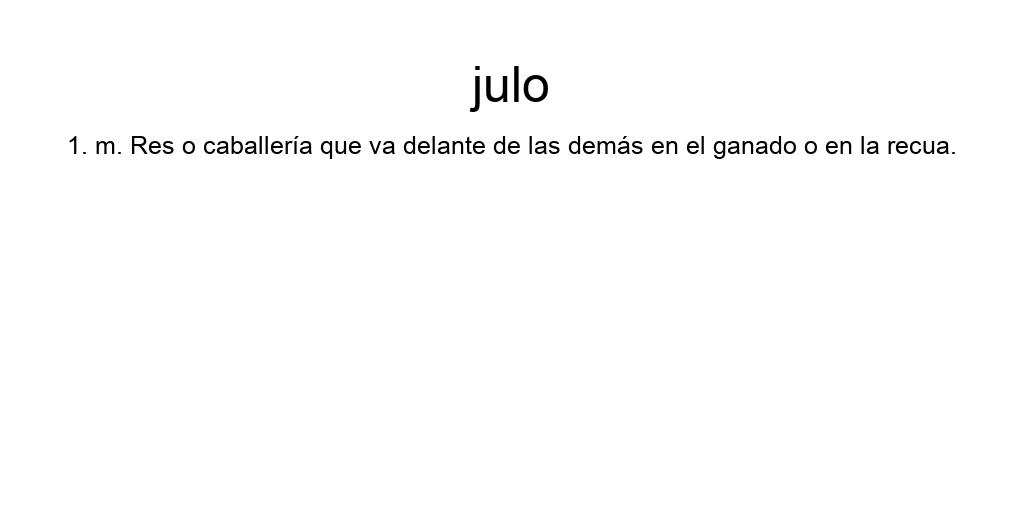 julo
1. m. Res o caballería que va delante de las demás en el ganado o en la recua.